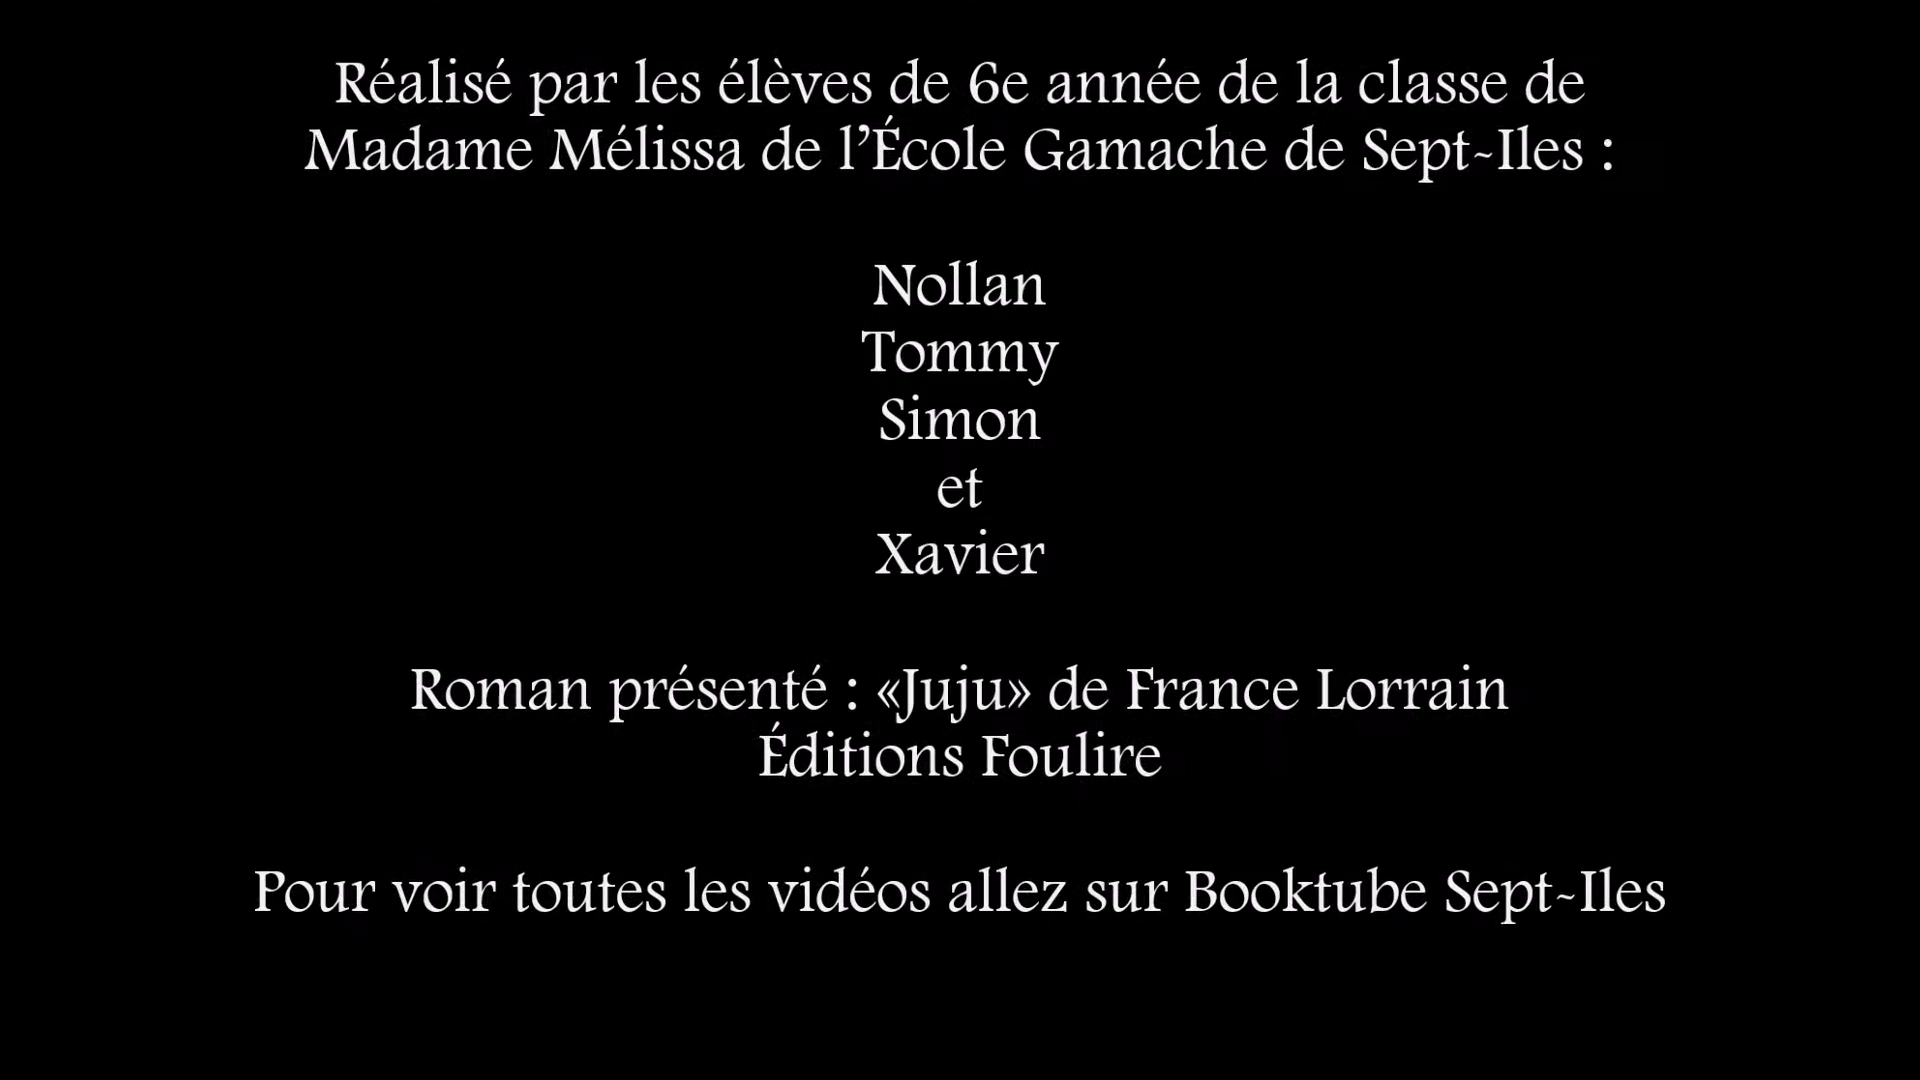 Réalisé par les élèves de 6e année de la classe de
Madame Mélissa de l’École Gamache de Sept-Iles :
Nollan
Tommy
Simon
et
Xavier
Roman présenté : «Juju» de France Lorrain
Éditions Foulire
Pour voir toutes les vidéos allez sur Booktube Sept-Iles